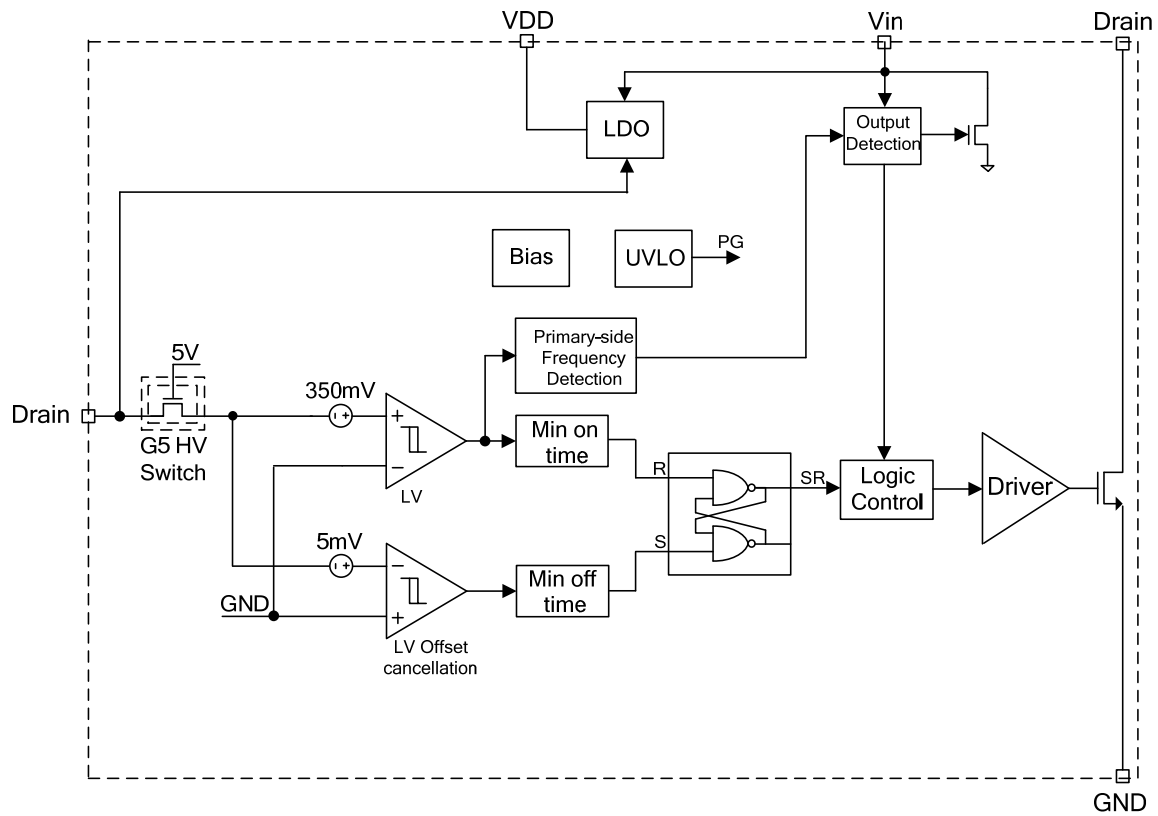 VDD
Vin
Drain
LDO
Output
Detection
Bias
UVLO
PG
Primary-side
Frequency
Detection
5V
Drain
G5 HV
Switch
350mV
- +
+
-
LV
Min on
time
R
SR
Logic
Control
Driver
5mV
- +
-
+
S
Min off
time
GND
LV Offset
cancellation
GND